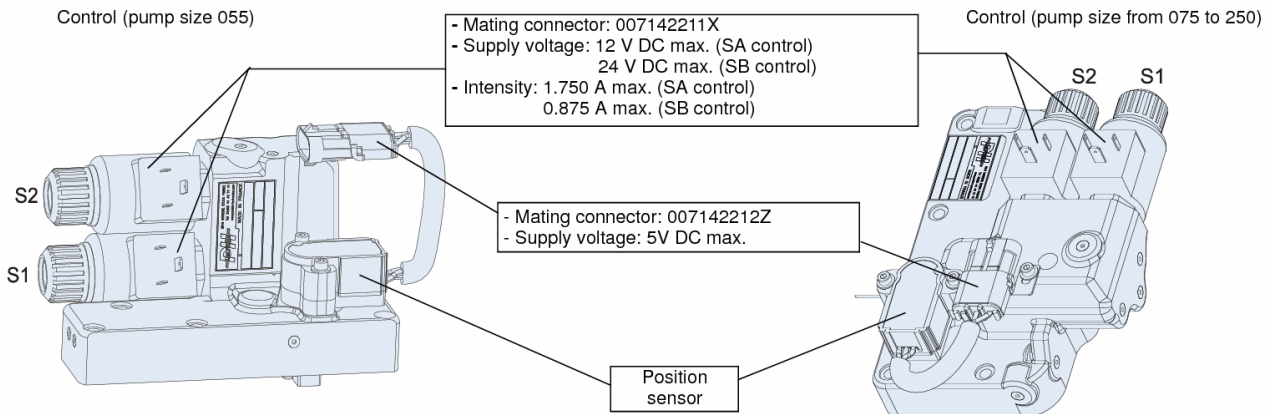 Control (pump size 055)
Control (pump size from 075 to 250)
- Mating connector: 007142211X
- Supply voltage: 12 V DC max. (SA control)
24 V DC max. (SB control)
- Intensity: 1.750 A max. (SA control)
0.875 A max. (SB control)
S2
S1
S2
S1
- Mating connector: 007142212Z
- Supply voltage: 5V DC max.
Position
sensor